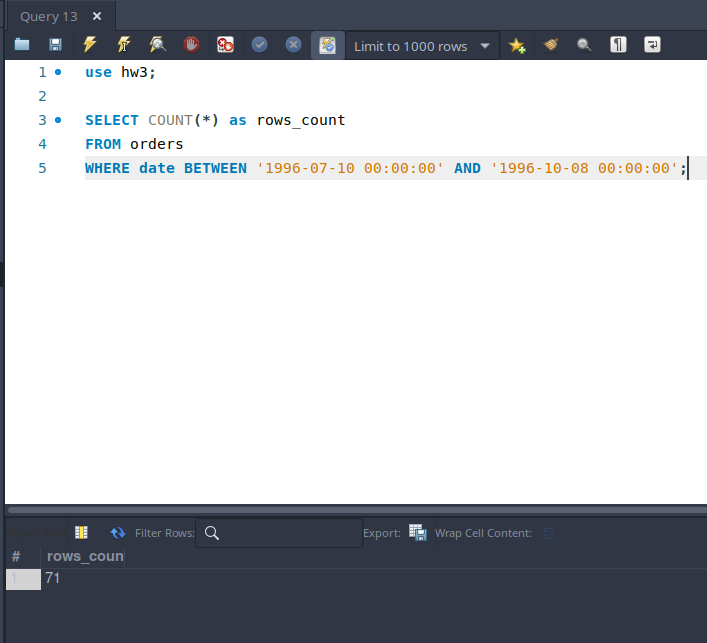 Query 13
Limit to 1000 rows
1 use hw3;
2
3 SELECT COUNT(*) as rows_count
4 FROM orders
5 WHERE date BETWEEN '1996-07-10 00:00:00' AND '1996-10-08 00:00:00';
Filter Rows: Export: Wrap Cell Content:
# rows_coun
1 71